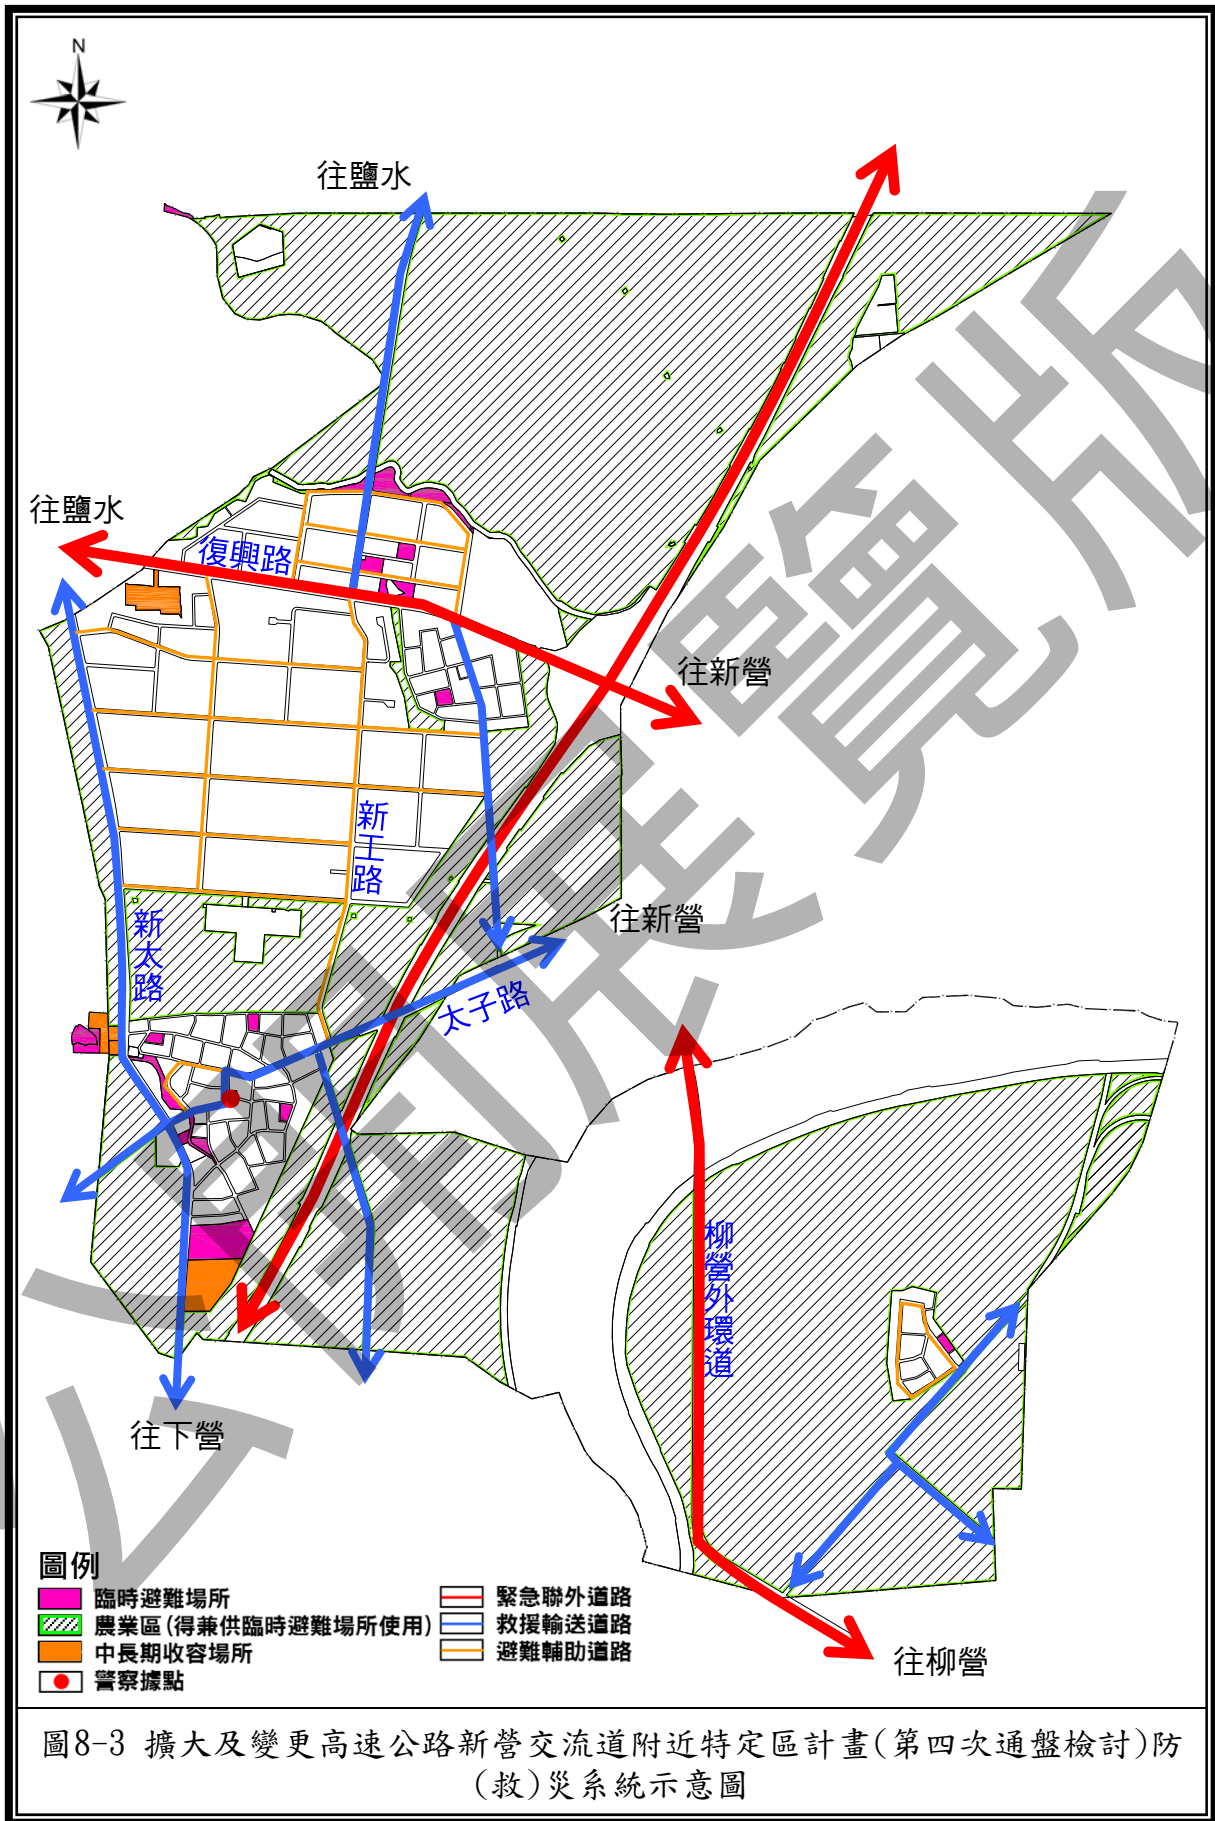 N
往鹽水
往鹽水
復興路
往新營
新工路
往新營
新太路
太子路
柳營外環道
往下營
往柳營
公開展覽版
圖例
臨時避難場所
農業區(得兼供臨時避難場所使用)
中長期收容場所
警察據點
緊急聯外道路
救援輸送道路
避難輔助道路
圖8-3 擴大及變更高速公路新營交流道附近特定區計畫(第四次通盤檢討)防
(救)災系統示意圖